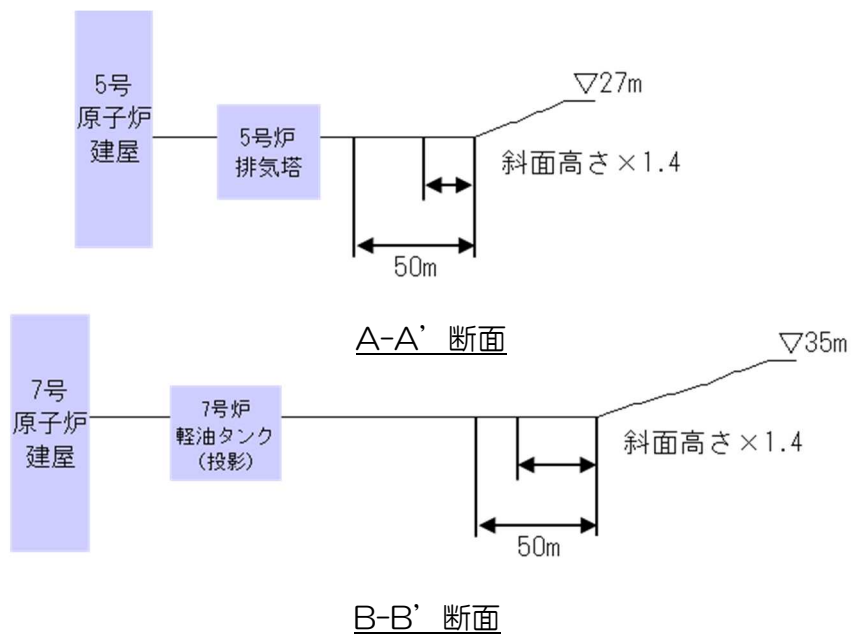 5号
原子炉
建屋
5号炉
排気塔
▽27m
斜面高さ×1.4
50m
A-A’断面
7号
原子炉
建屋
7号炉
軽油タンク
(投影)
▽35m
斜面高さ×1.4
50m
B-B’断面